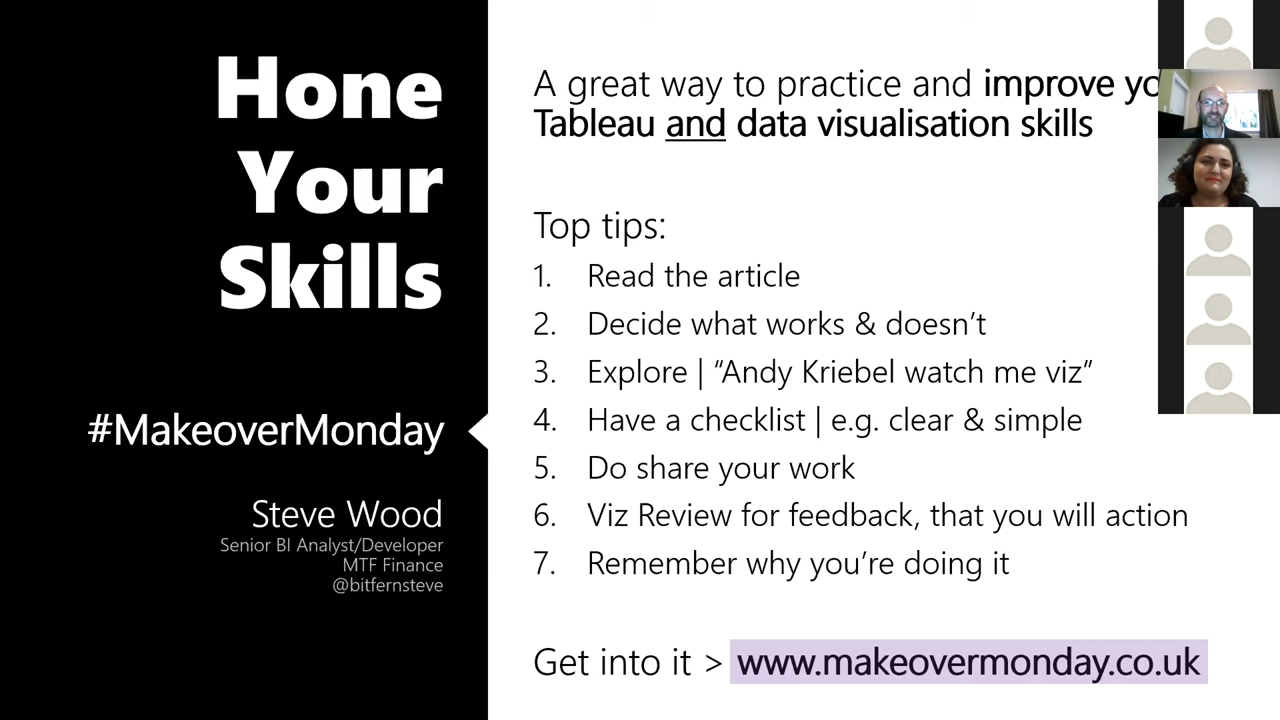 Hone
Your
Skills
#MakeoverMonday
Steve Wood
Senior BI Analyst/Developer
MTF Finance
@bitfernsteve
A great way to practice and improve
Tableau and data visualisation skills
Top tips:
1. Read the article
2. Decide what works & doesn’t
3. Explore | “Andy Kriebel watch me viz”
4. Have a checklist | e.g. clear & simple
5. Do share your work
6. Viz Review for feedback, that you will action
7. Remember why you’re doing it
Get into it > www.makeovermonday.co.uk